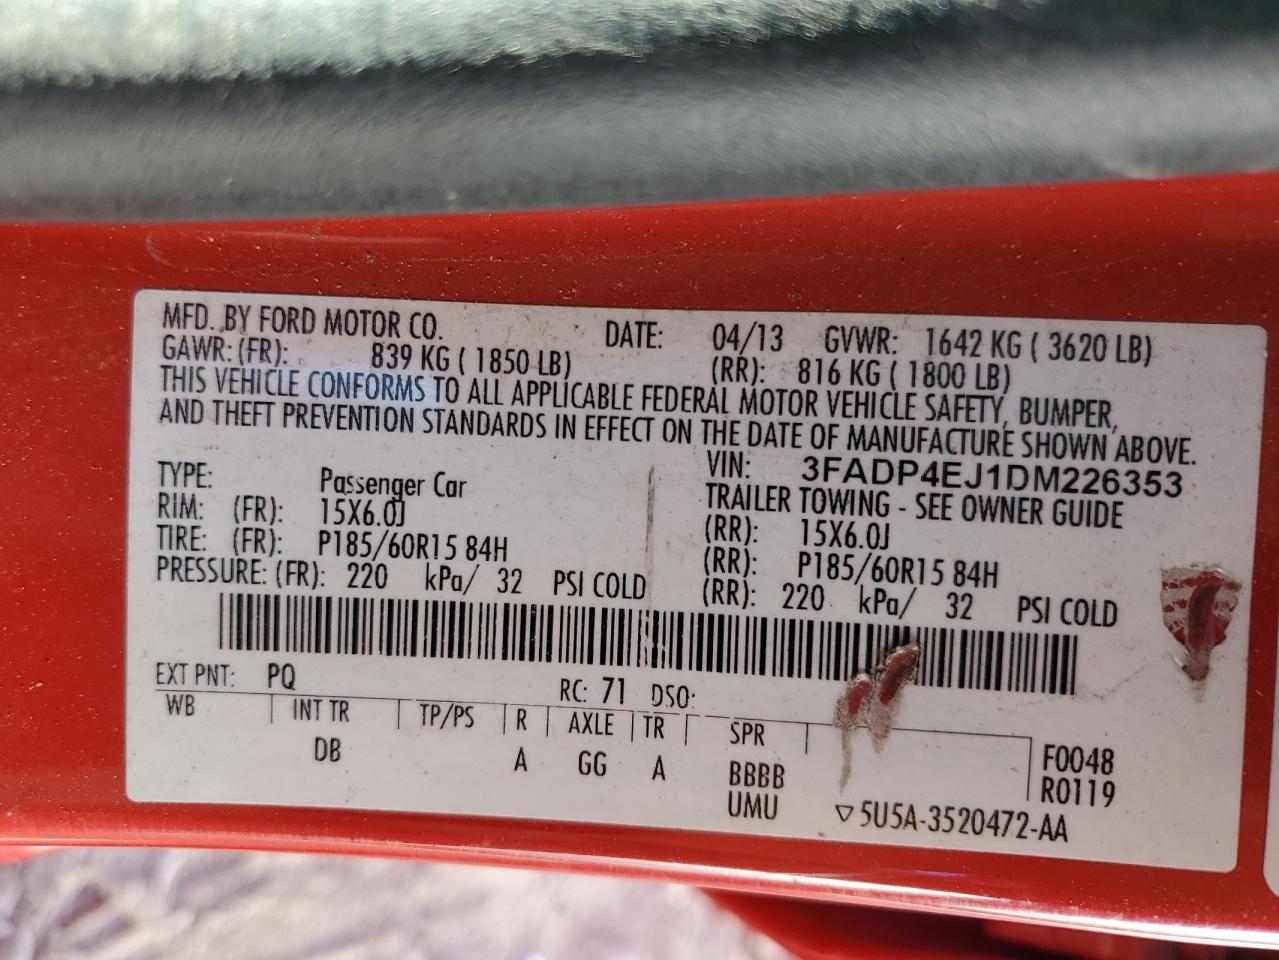 MFD. BY FORD MOTOR CO. DATE: 04/13 GVWR: 1642 KG ( 3620 LB)
GAWR: (FR): 839 KG ( 1850 LB) (RR): 816 KG ( 1800 LB)
THIS VEHICLE CONFORMS TO ALL APPLICABLE FEDERAL MOTOR VEHICLE SAFETY, BUMPER,
AND THEFT PREVENTION STANDARDS IN EFFECT ON THE DATE OF MANUFACTURE SHOWN ABOVE.
VIN: 3FADP4EJ1DM226353
TYPE: Passenger Car TRAILER TOWING - SEE OWNER GUIDE
RIM: (FR): 15X6.0J (RR): 15X6.0J
TIRE: (FR): P185/60R15 84H (RR): P185/60R15 84H
PRESSURE: (FR): 220 kPa/ 32 PSI COLD (RR): 220 kPa/ 32 PSI COLD
EXT PNT: PQ RC: 71 DSO:
WB INT TR TP/PS R AXLE TR SPR F0048
DB A GG A BBBB R0119
UMU ▽5U5A-3520472-AA